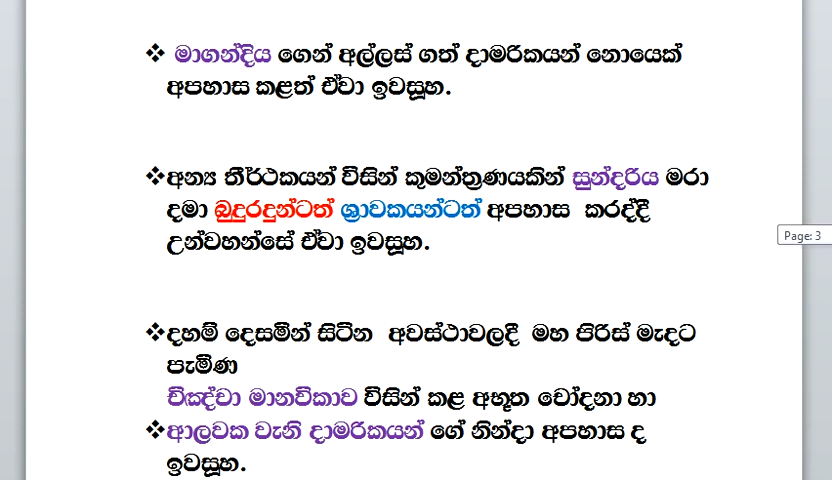 ❖ මාගන්දිය ගෙන් අල්ලස් ගත් දාමරිකයන් නොයෙක්
අපහාස කළත් ඒවා ඉවසූහ.
❖අන්‍ය තීර්ථකයන් විසින් කුමන්ත්‍රණයකින් සුන්දරිය මරා
දමා බුදුරදුන්ටත් ශ්‍රාවකයන්ටත් අපහාස කරද්දී
උන්වහන්සේ ඒවා ඉවසූහ.
Page: 3
❖දහම් දෙසමින් සිටින අවස්ථාවලදී මහ පිරිස් මැදට
පැමිණ
චිඤ්චා මානවිකාව විසින් කළ අභූත චෝදනා හා
❖ආලවක වැනි දාමරිකයන් ගේ නින්දා අපහාස ද
ඉවසූහ.